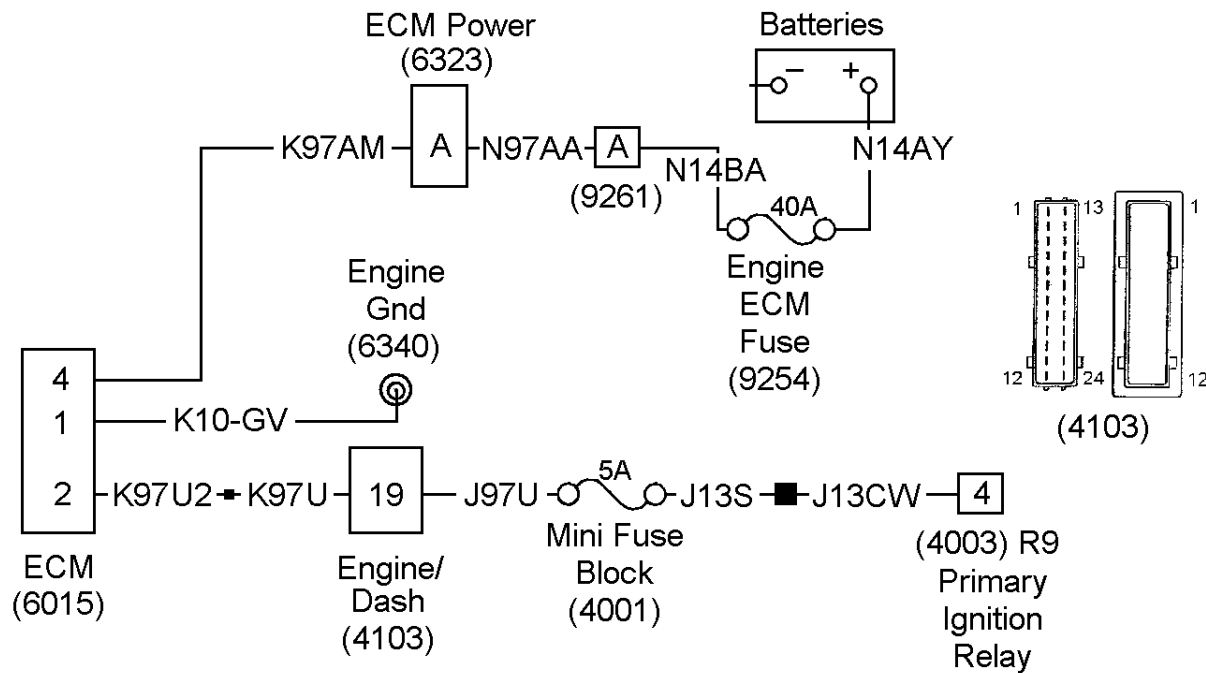 ECM Power
(6323)
Batteries
− +
K97AM
A
N97AA
A
N14BA
N14AY
(9261)
40A
Engine
ECM
Fuse
(9254)
1 13
12 24
1
12
(4103)
Engine
Gnd
(6340)
4
1
K10-GV
2
K97U2
K97U
19
J97U
5A
J13S
J13CW
4
ECM
(6015)
Engine/
Dash
(4103)
Mini Fuse
Block
(4001)
(4003) R9
Primary
Ignition
Relay